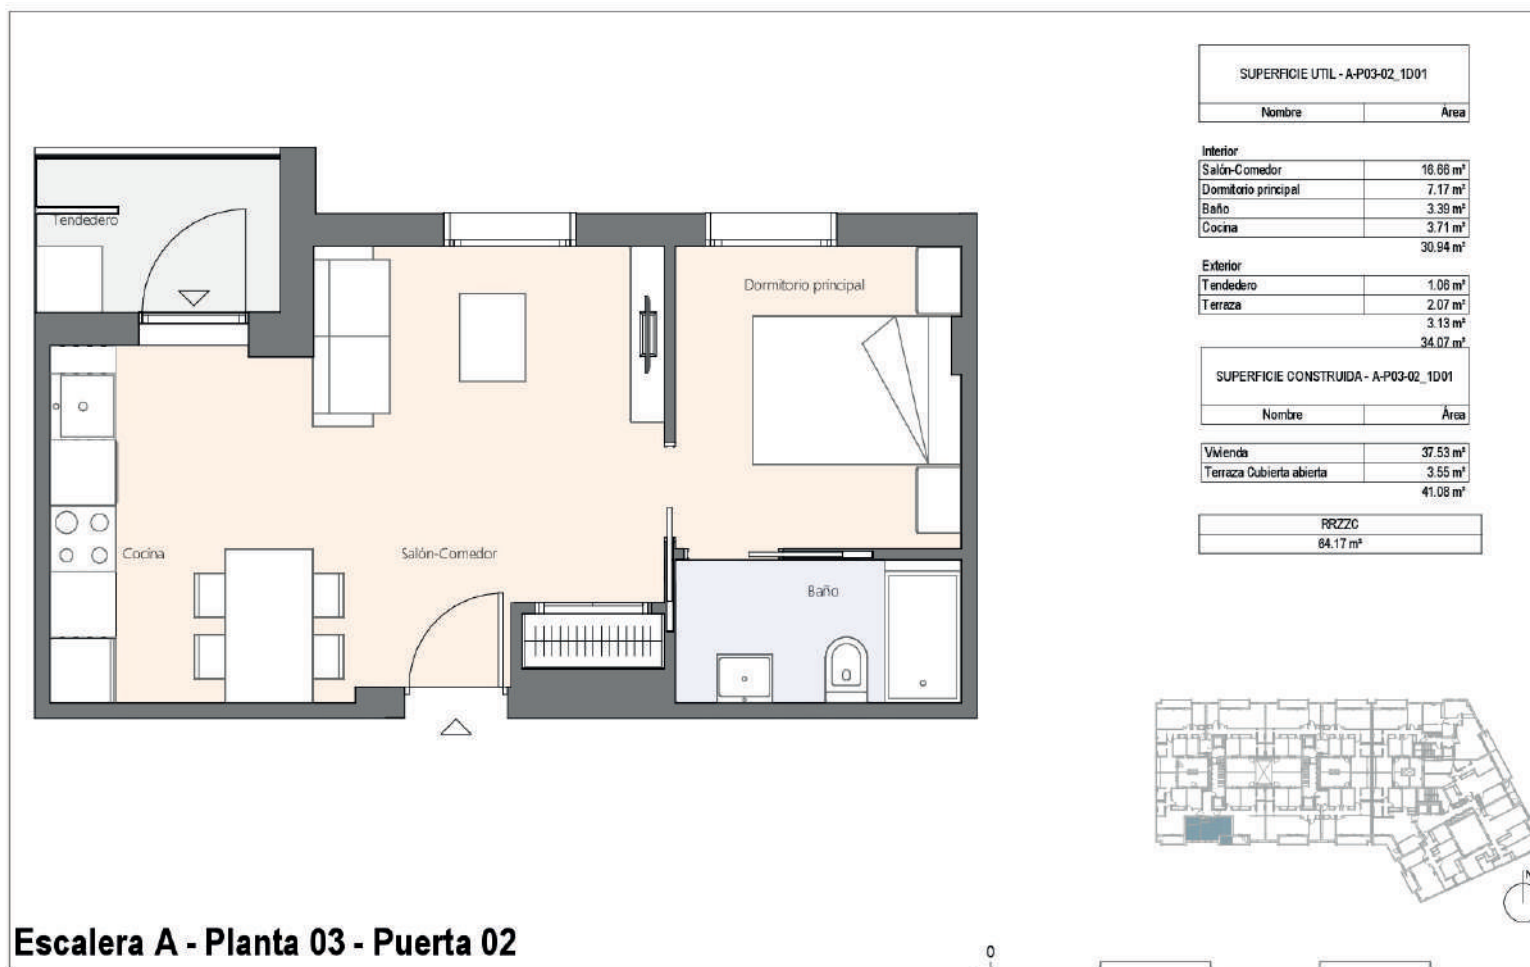 SUPERFICIE UTIL - A-P03-02_1D01
Nombre Área
Interior
Salón-Comedor 16.66 m²
Dormitorio principal 7.17 m²
Baño 3.39 m²
Cocina 3.71 m²
30.94 m²
Exterior
Tendedero 1.06 m²
Terraza 2.07 m²
3.13 m²
34.07 m²
SUPERFICIE CONSTRUIDA - A-P03-02_1D01
Nombre Área
Vivienda 37.53 m²
Terraza Cubierta abierta 3.55 m²
41.08 m²
RRZZC
64.17 m²
Tendedero
Dormitorio principal
Cocina
Salón-Comedor
Baño
N
Escalera A - Planta 03 - Puerta 02
0